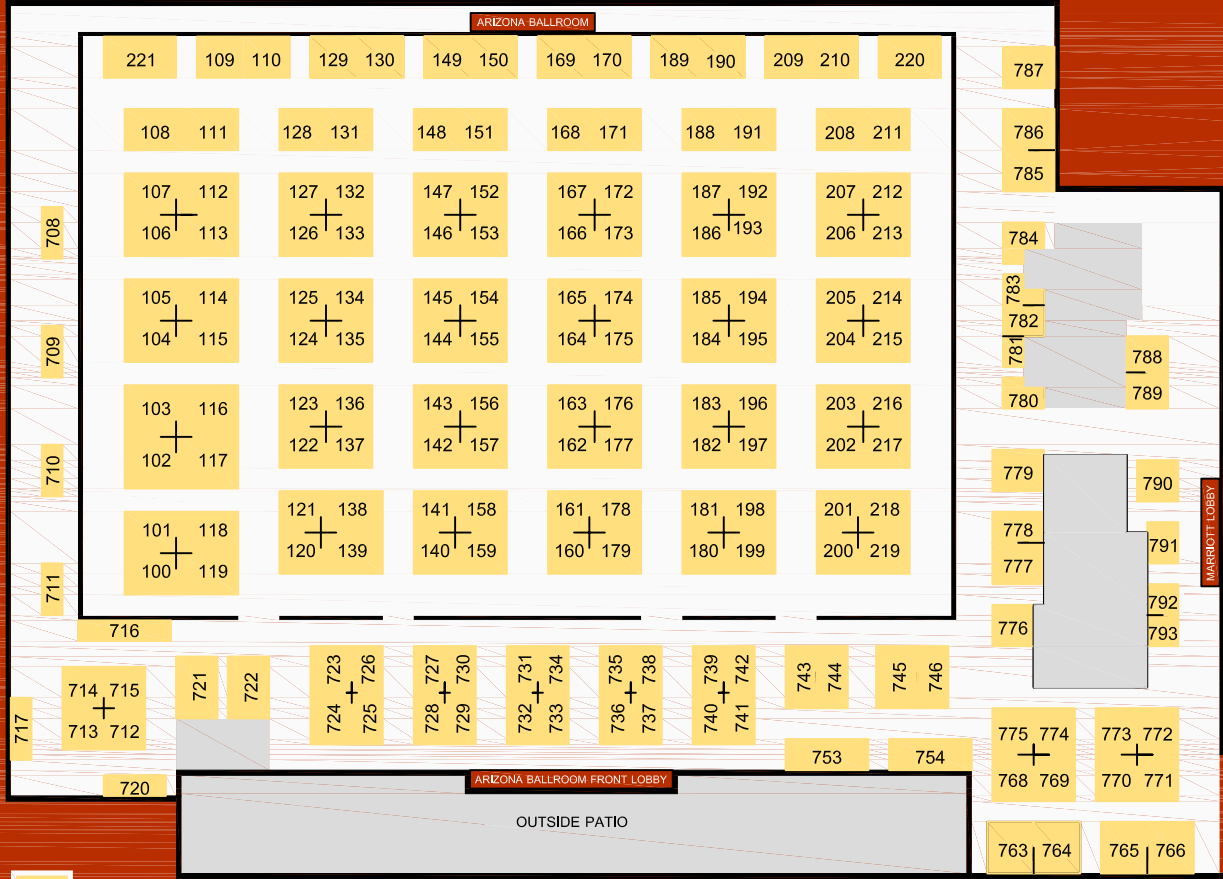 ARIZONA BALLROOM
221 109 110 129 130 149 150 169 170 189 190 209 210 220
787
108 111 128 131 148 151 168 171 188 191 208 211
786
785
107 112 127 132 147 152 167 172 187 192 207 212
106 113 126 133 146 153 166 173 186 193 206 213
708
784
105 114 125 134 145 154 165 174 185 194 205 214
104 115 124 135 144 155 164 175 184 195 204 215
783
782
781
780
788
789
709
103 116 123 136 143 156 163 176 183 196 203 216
102 117 122 137 142 157 162 177 182 197 202 217
710
779
790
MARRIOTT LOBBY
101 118 121 138 141 158 161 178 181 198 201 218
100 119 120 139 140 159 160 179 180 199 200 219
778
777
791
792
793
776
711
716
714 715
713 712
717
720
721 722
723 726 727 730 731 734 735 738 739 742
724 725 728 729 732 733 736 737 740 741
743 744 745 746
753 754
775 774 773 772
768 769 770 771
ARIZONA BALLROOM FRONT LOBBY
OUTSIDE PATIO
763 764 765 766